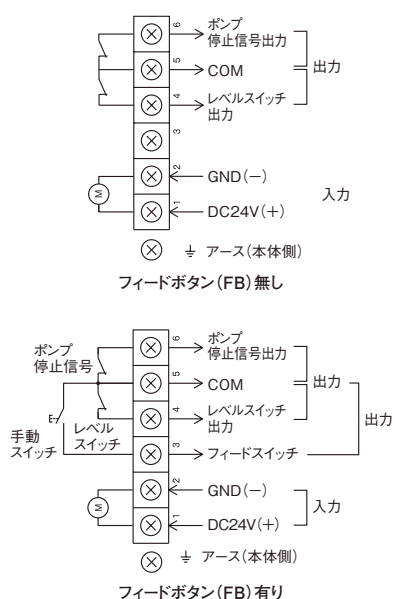 6
ポンプ
停止信号出力
5
COM
出力
4
レベルスイッチ
出力
3
2
GND(−)
入力
M
1
DC24V(+)
アース(本体側)
フィードボタン(FB)無し
ポンプ
停止信号
6
ポンプ
停止信号出力
5
COM
出力
4
レベルスイッチ
出力
出力
手動
スイッチ
レベル
スイッチ
3
フィードスイッチ
2
GND(−)
入力
M
1
DC24V(+)
アース(本体側)
フィードボタン(FB)有り